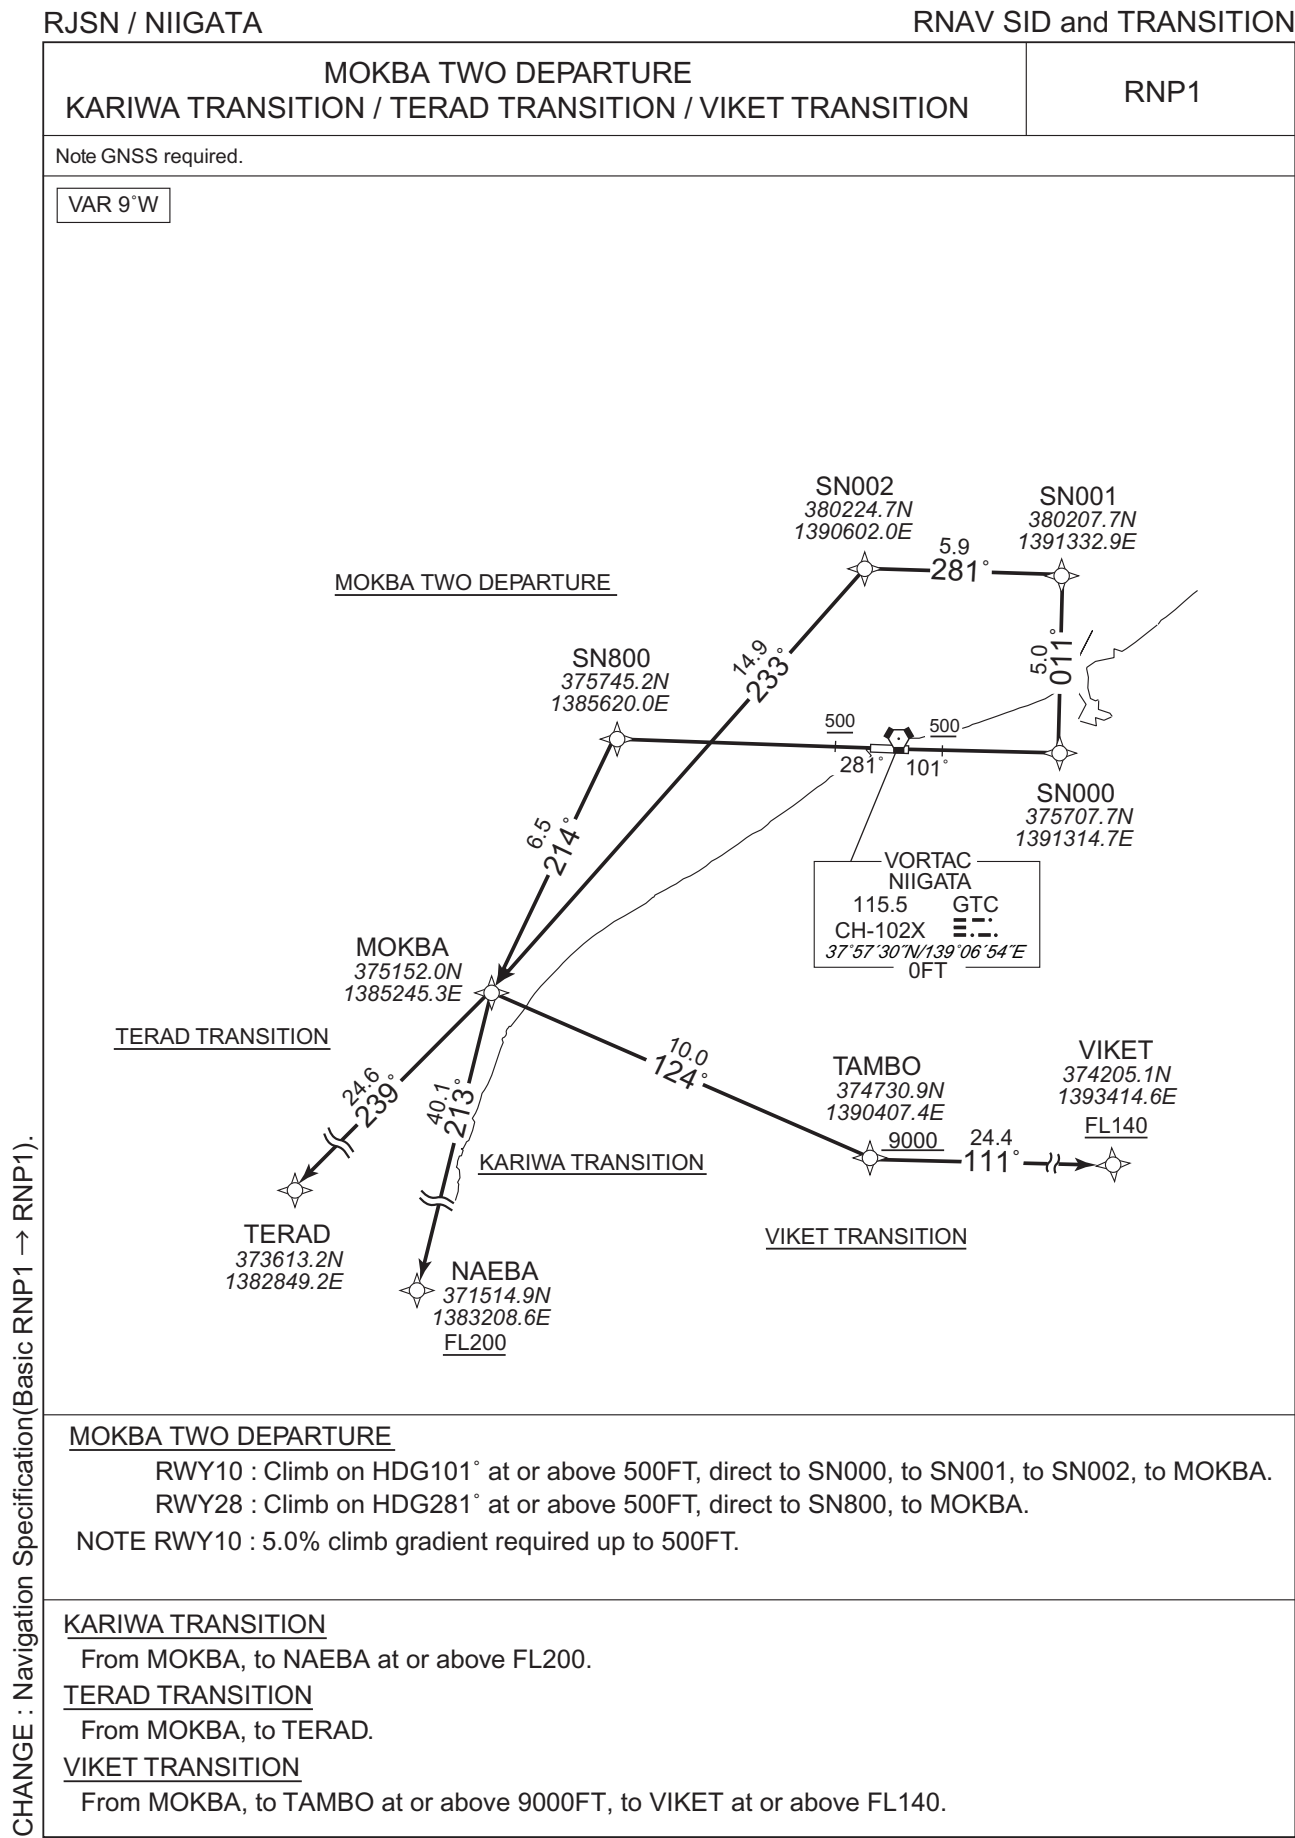 RJSN / NIIGATA
RNAV SID and TRANSITION
MOKBA TWO DEPARTURE
KARIWA TRANSITION / TERAD TRANSITION / VIKET TRANSITION
RNP1
Note GNSS required.
VAR 9˚W
SN002
380224.7N
1390602.0E
SN001
380207.7N
1391332.9E
5.9
281˚
MOKBA TWO DEPARTURE
14.9
233˚
5.0
011˚
SN800
375745.2N
1385620.0E
500
500
281˚
101˚
SN000
375707.7N
1391314.7E
6.5
214˚
VORTAC
NIIGATA
115.5 GTC
CH-102X
37˚57´30˝N/139˚06´54˝E
0FT
MOKBA
375152.0N
1385245.3E
TERAD TRANSITION
24.6
239˚
40.1
213˚
10.0
124˚
TAMBO
374730.9N
1390407.4E
9000
24.4
111˚
VIKET
374205.1N
1393414.6E
FL140
KARIWA TRANSITION
VIKET TRANSITION
TERAD
373613.2N
1382849.2E
NAEBA
371514.9N
1383208.6E
FL200
MOKBA TWO DEPARTURE
RWY10 : Climb on HDG101˚ at or above 500FT, direct to SN000, to SN001, to SN002, to MOKBA.
RWY28 : Climb on HDG281˚ at or above 500FT, direct to SN800, to MOKBA.
NOTE RWY10 : 5.0% climb gradient required up to 500FT.
KARIWA TRANSITION
From MOKBA, to NAEBA at or above FL200.
TERAD TRANSITION
From MOKBA, to TERAD.
VIKET TRANSITION
From MOKBA, to TAMBO at or above 9000FT, to VIKET at or above FL140.
CHANGE : Navigation Specification(Basic RNP1 → RNP1).